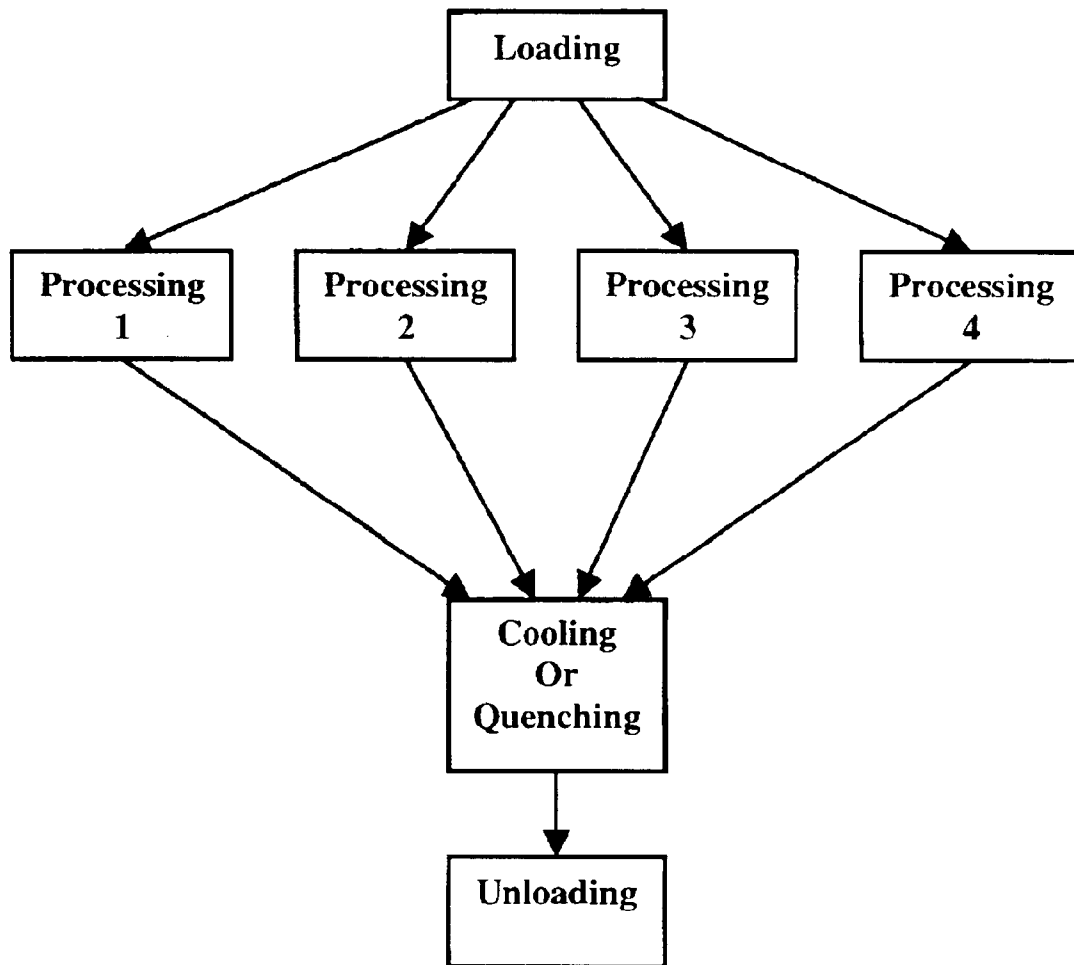 Loading
Processing
1
Processing
2
Processing
3
Processing
4
Cooling
Or
Quenching
Unloading